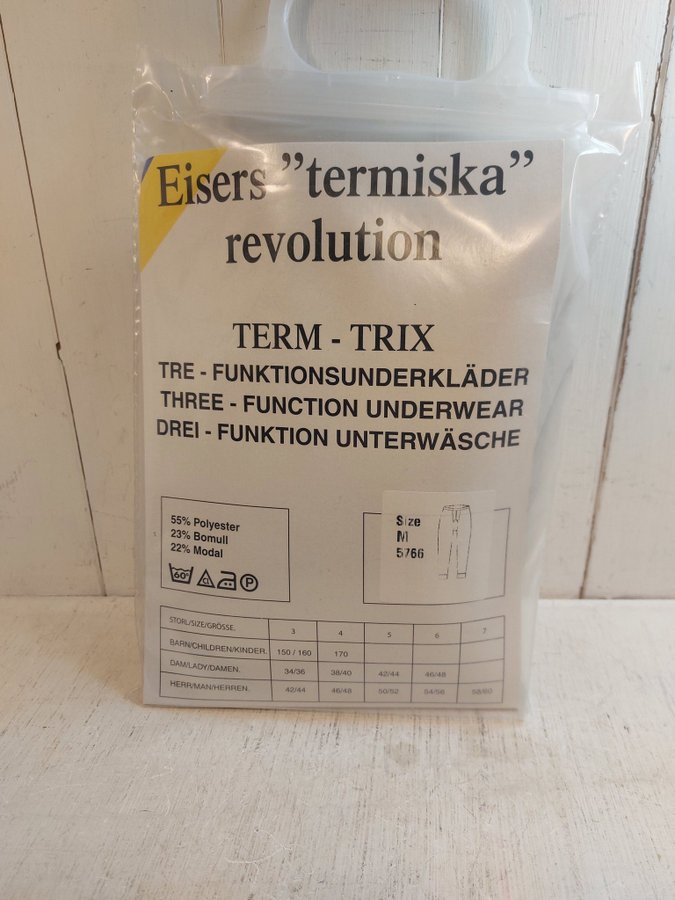 Eisers ”termiska”
revolution
TERM - TRIX
TRE - FUNKTIONSUNDERKLÄDER
THREE - FUNCTION UNDERWEAR
DREI - FUNKTION UNTERWÄSCHE
55% Polyester
23% Bomull
22% Modal
60° CL P
Size
M
5766
STORL/SIZE/GRÖSSE. 3 4 5 6 7
BARN/CHILDREN/KINDER. 150 / 160 170
DAM/LADY/DAMEN. 34/36 38/40 42/44 46/48
HERR/MAN/HERREN. 42/44 46/48 50/52 54/56 58/60